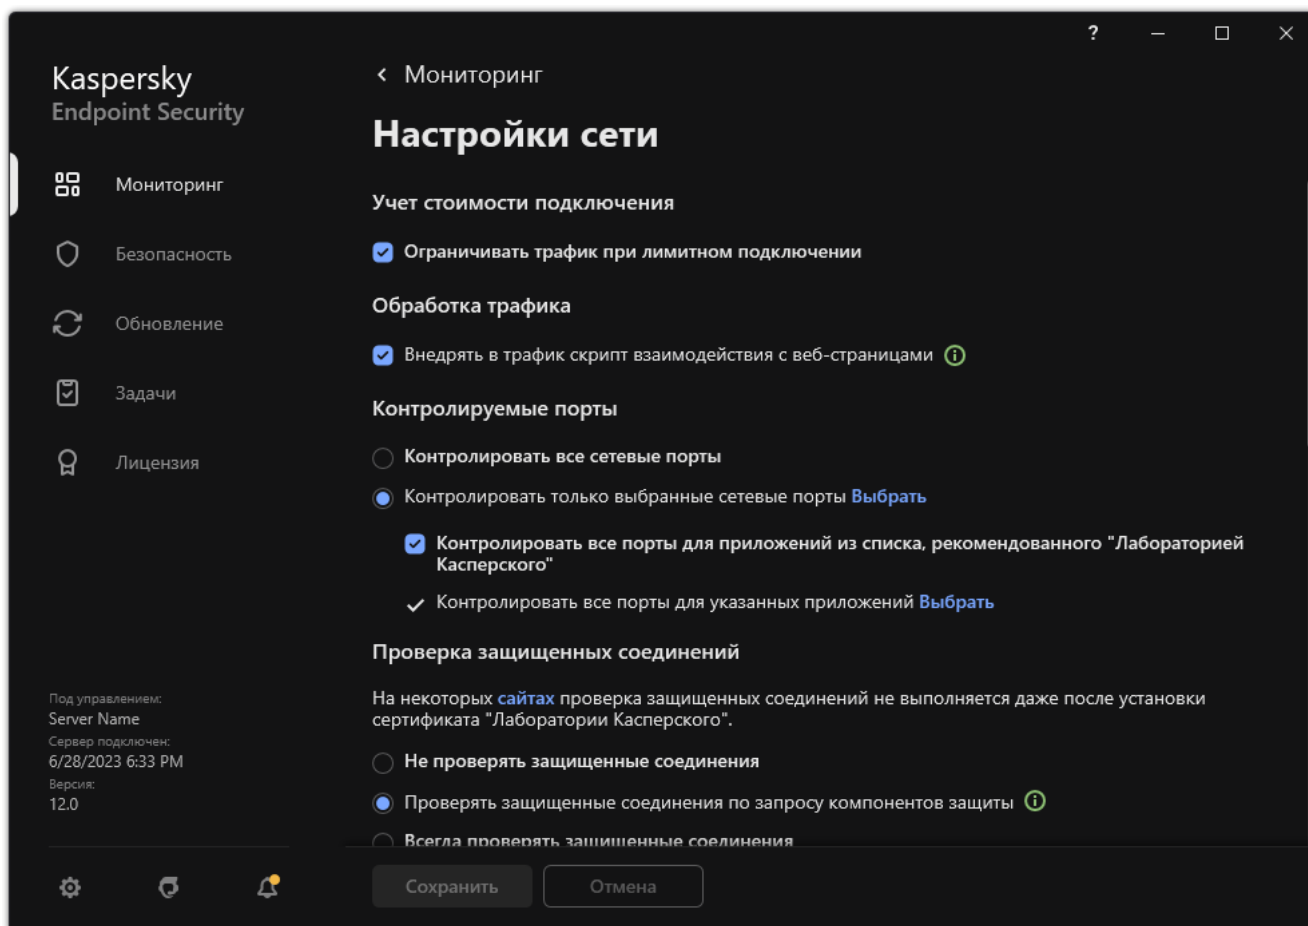 ?
Kaspersky
Endpoint Security
Мониторинг
Безопасность
Обновление
Задачи
Лицензия
Под управлением:
Server Name
Сервер подключен:
6/28/2023 6:33 PM
Версия:
12.0
Мониторинг
Настройки сети
Учет стоимости подключения
Ограничивать трафик при лимитном подключении
Обработка трафика
Внедрять в трафик скрипт взаимодействия с веб-страницами
Контролируемые порты
Контролировать все сетевые порты
Контролировать только выбранные сетевые порты Выбрать
Контролировать все порты для приложений из списка, рекомендованного "Лабораторией
Касперского"
Контролировать все порты для указанных приложений Выбрать
Проверка защищенных соединений
На некоторых сайтах проверка защищенных соединений не выполняется даже после установки
сертификата "Лаборатории Касперского".
Не проверять защищенные соединения
Проверять защищенные соединения по запросу компонентов защиты
Всегда проверять защищенные соединения
Сохранить
Отмена